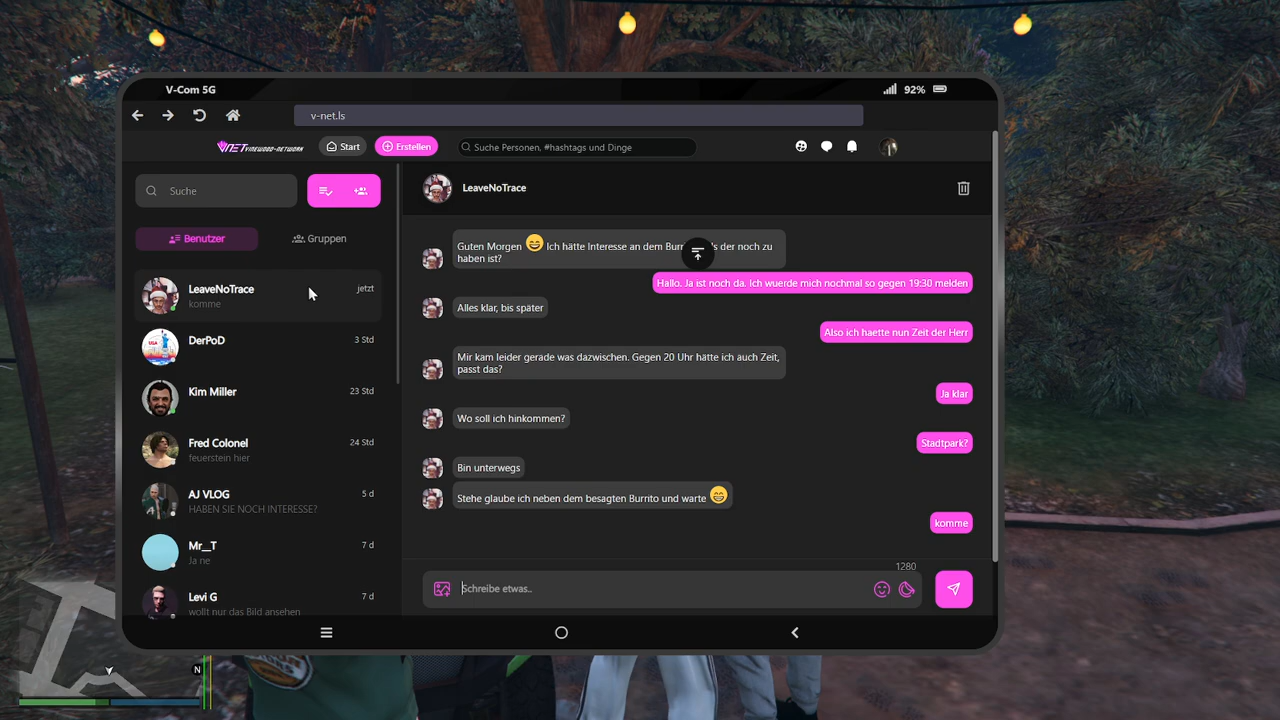 V-Com 5G
92%
v-net.ls
VNET VINEWOOD-NETWORK
Start
Erstellen
Suche Personen, #hashtags und Dinge
Suche
Benutzer
Gruppen
LeaveNoTrace
jetzt
komme
DerPoD
3 Std
Kim Miller
23 Std
Fred Colonel
24 Std
feuerstein hier
AJ VLOG
5 d
HABEN SIE NOCH INTERESSE?
Mr__T
7 d
Ja ne
Levi G
7 d
wollt nur das Bild ansehen
LeaveNoTrace
Guten Morgen 😄 Ich hätte Interesse an dem der noch zu
haben ist?
Hallo. Ja ist noch da. Ich wuerde mich nochmal so gegen 19:30 melden
Alles klar, bis später
Also ich haette nun Zeit der Herr
Mir kam leider gerade was dazwischen. Gegen 20 Uhr hätte ich auch Zeit,
passt das?
Ja klar
Wo soll ich hinkommen?
Stadtpark?
Bin unterwegs
Stehe glaube ich neben dem besagten Burrito und warte 😄
komme
1280
Schreibe etwas..
N